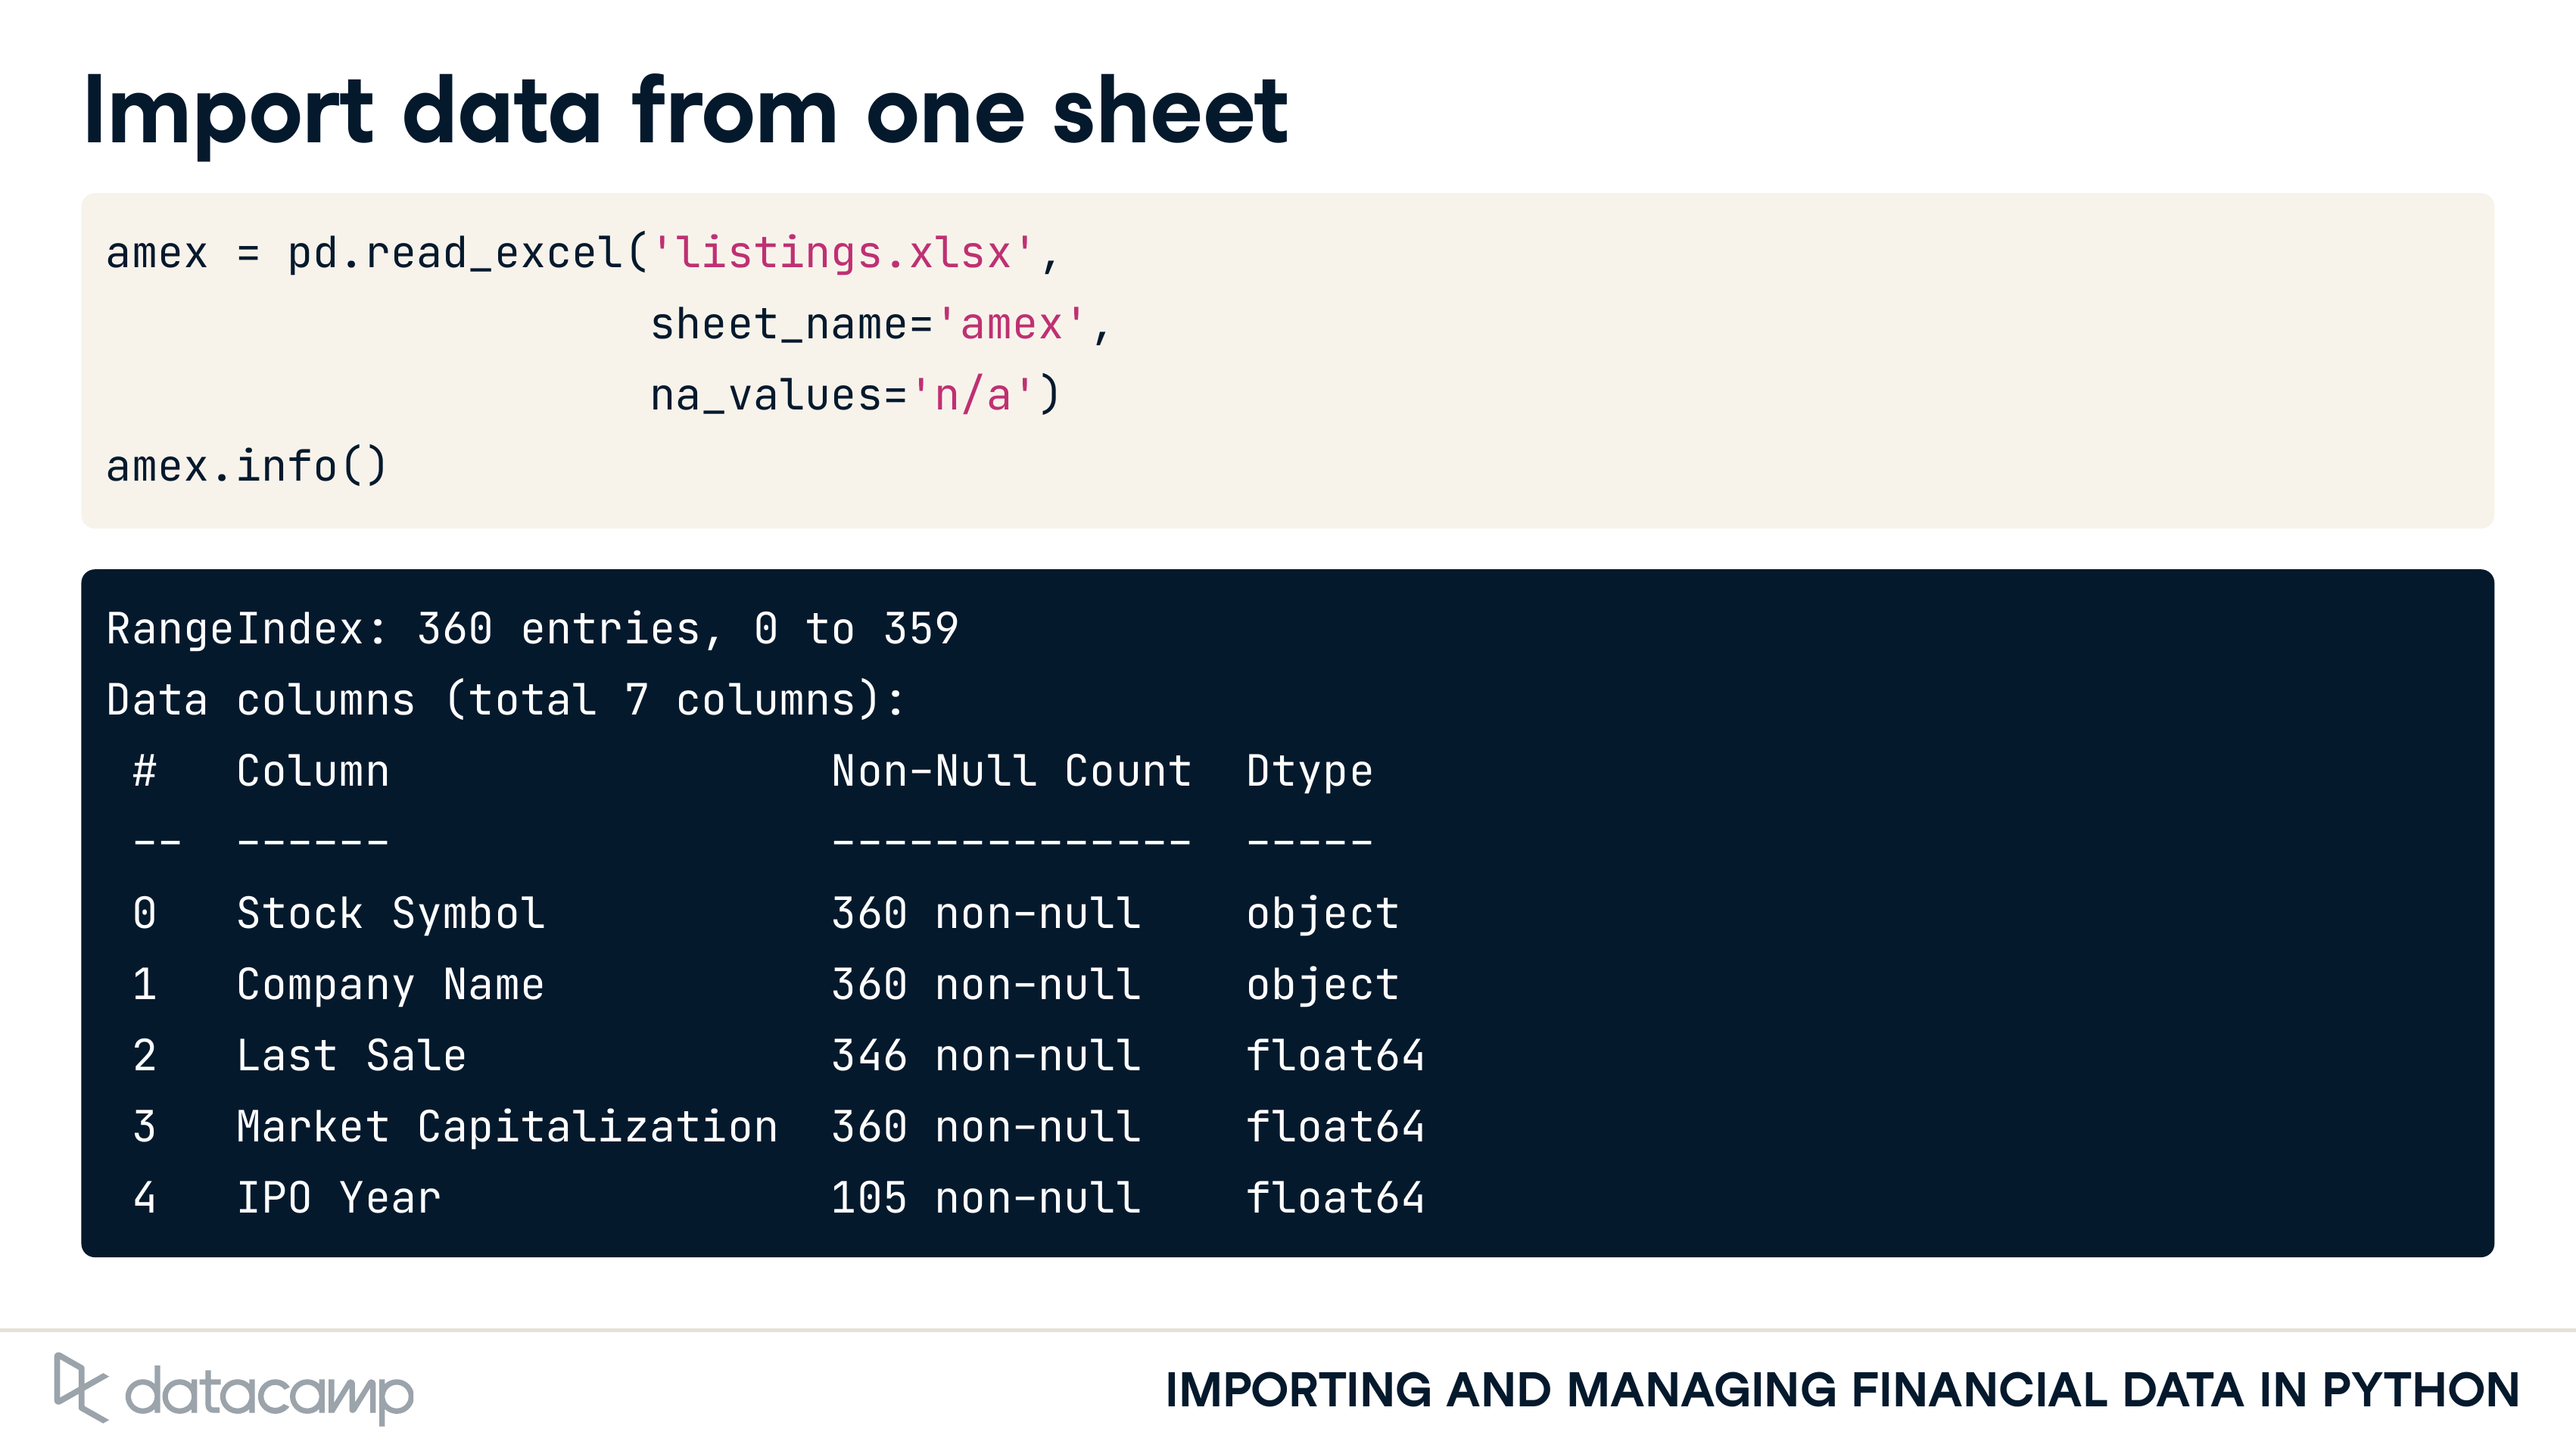 Import data from one sheet
amex = pd.read_excel('listings.xlsx',
                     sheet_name='amex',
                     na_values='n/a')
amex.info()
RangeIndex: 360 entries, 0 to 359
Data columns (total 7 columns):
 #   Column                 Non-Null Count  Dtype
 --  ------                 --------------  -----
 0   Stock Symbol           360 non-null    object
 1   Company Name           360 non-null    object
 2   Last Sale              346 non-null    float64
 3   Market Capitalization  360 non-null    float64
 4   IPO Year               105 non-null    float64
datacamp
IMPORTING AND MANAGING FINANCIAL DATA IN PYTHON